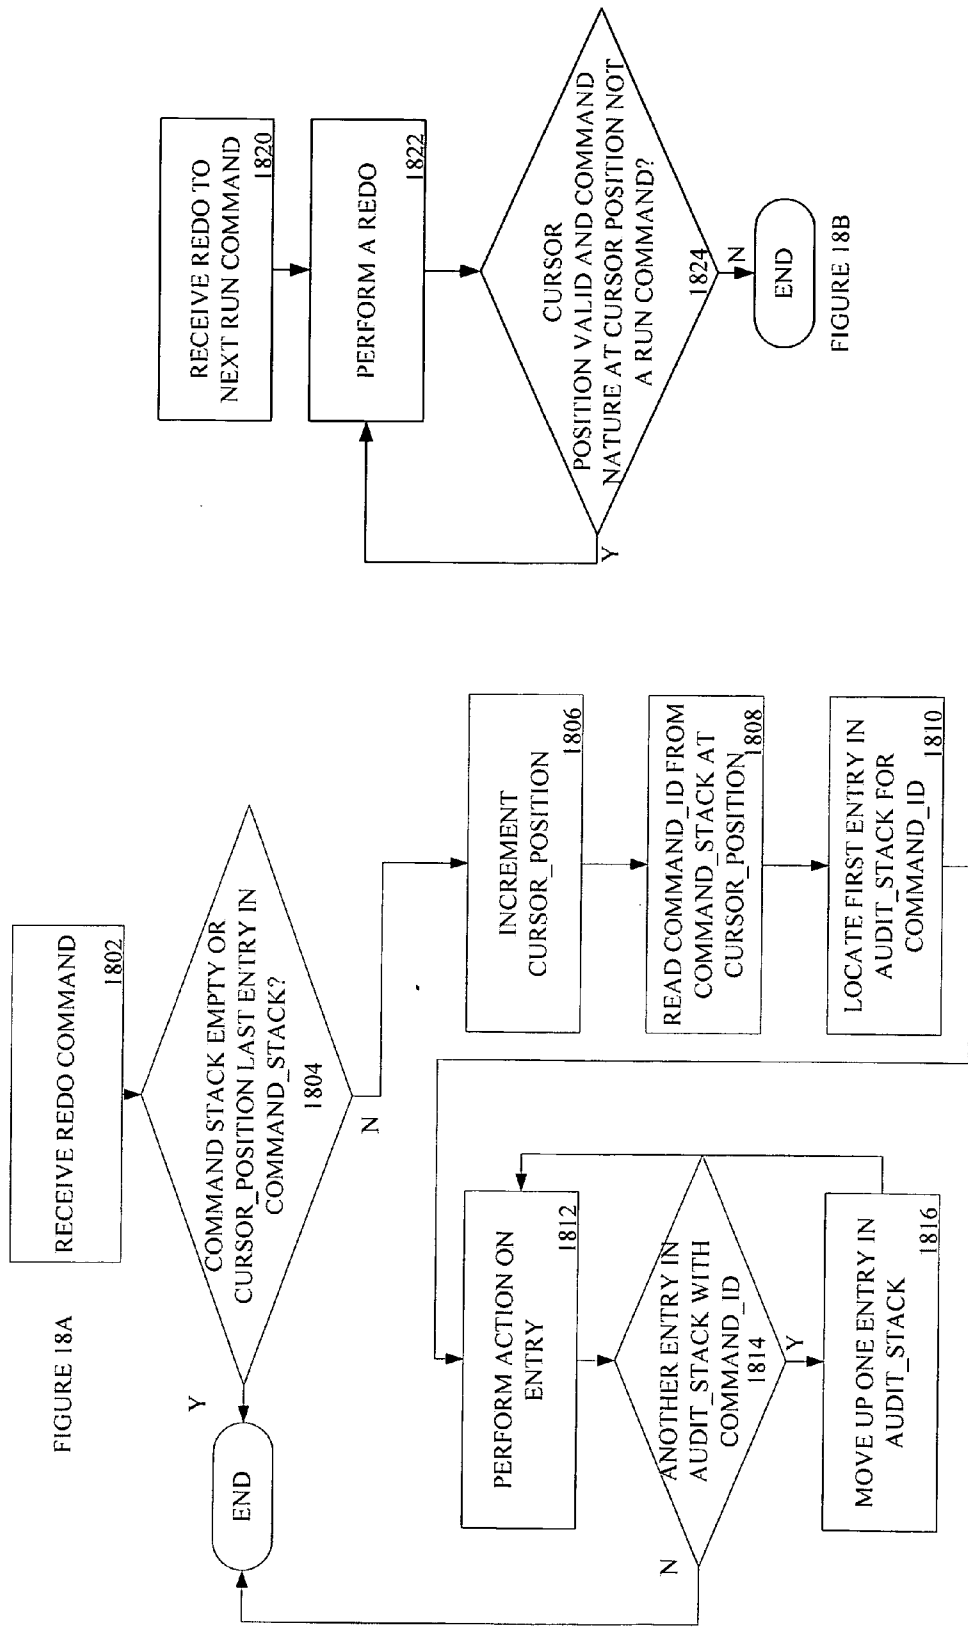 FIGURE 18A
RECEIVE REDO COMMAND
1802
COMMAND STACK EMPTY OR
CURSOR_POSITION LAST ENTRY IN
COMMAND_STACK?
1804
Y
N
END
INCREMENT
CURSOR_POSITION
1806
READ COMMAND_ID FROM
COMMAND_STACK AT
CURSOR_POSITION
1808
LOCATE FIRST ENTRY IN
AUDIT_STACK FOR
COMMAND_ID
1810
PERFORM ACTION ON
ENTRY
1812
ANOTHER ENTRY IN
AUDIT_STACK WITH
COMMAND_ID
1814
N
Y
MOVE UP ONE ENTRY IN
AUDIT_STACK
1816
RECEIVE REDO TO
NEXT RUN COMMAND
1820
PERFORM A REDO
1822
CURSOR
POSITION VALID AND COMMAND
NATURE AT CURSOR POSITION NOT
A RUN COMMAND?
1824
Y
N
END
FIGURE 18B